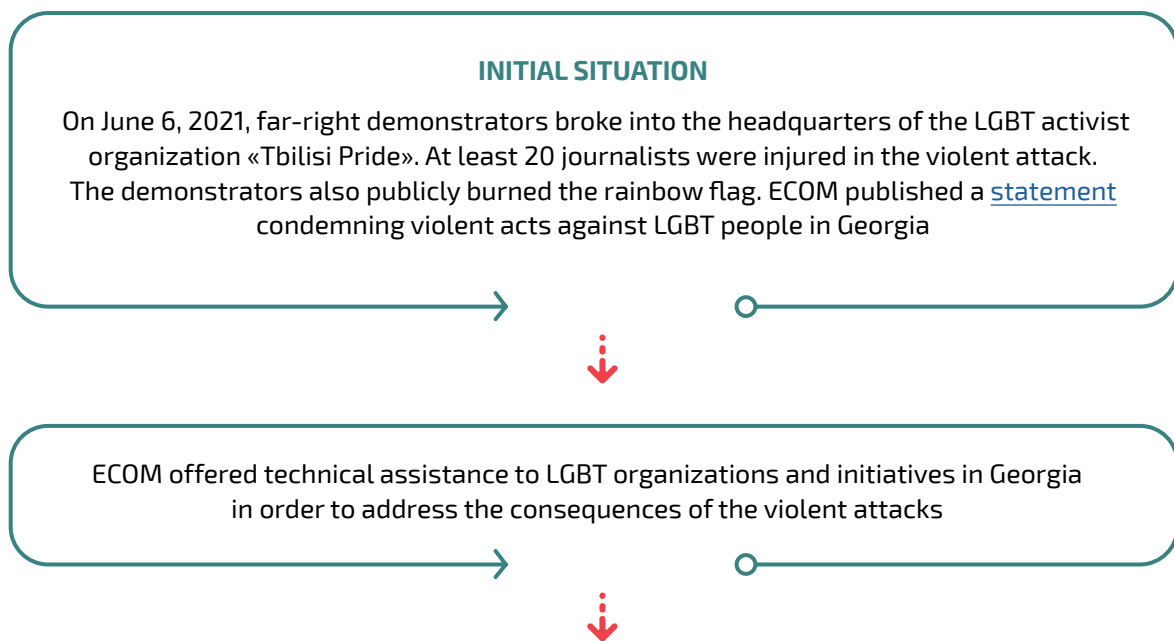 INITIAL SITUATION
On June 6, 2021, far-right demonstrators broke into the headquarters of the LGBT activist
organization «Tbilisi Pride». At least 20 journalists were injured in the violent attack.
The demonstrators also publicly burned the rainbow flag. ECOM published a statement
condemning violent acts against LGBT people in Georgia
ECOM offered technical assistance to LGBT organizations and initiatives in Georgia
in order to address the consequences of the violent attacks